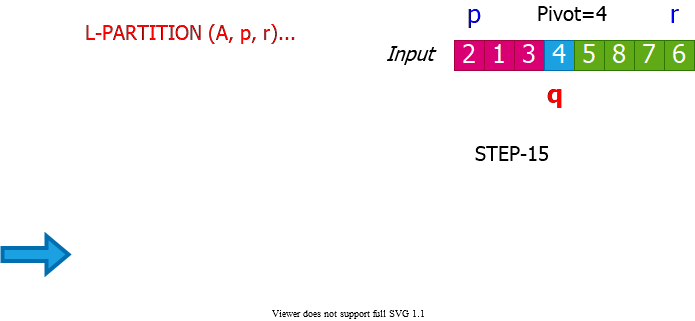 L-PARTITION (A, p, r)...
p Pivot=4 r
Input 2 1 3 4 5 8 7 6
q
STEP-15
Viewer does not support full SVG 1.1